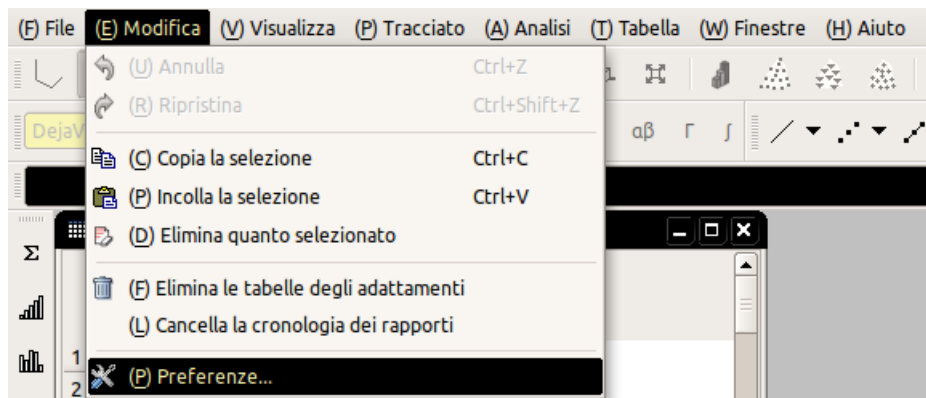 (F) File (E) Modifica (V) Visualizza (P) Tracciato (A) Analisi (T) Tabella (W) Finestre (H) Aiuto
(U) Annulla Ctrl+Z
(R) Ripristina Ctrl+Shift+Z
DejaV αβ Γ ∫
(C) Copia la selezione Ctrl+C
(P) Incolla la selezione Ctrl+V
(D) Elimina quanto selezionato
Σ
(F) Elimina le tabelle degli adattamenti
(L) Cancella la cronologia dei rapporti
1
(P) Preferenze...
2